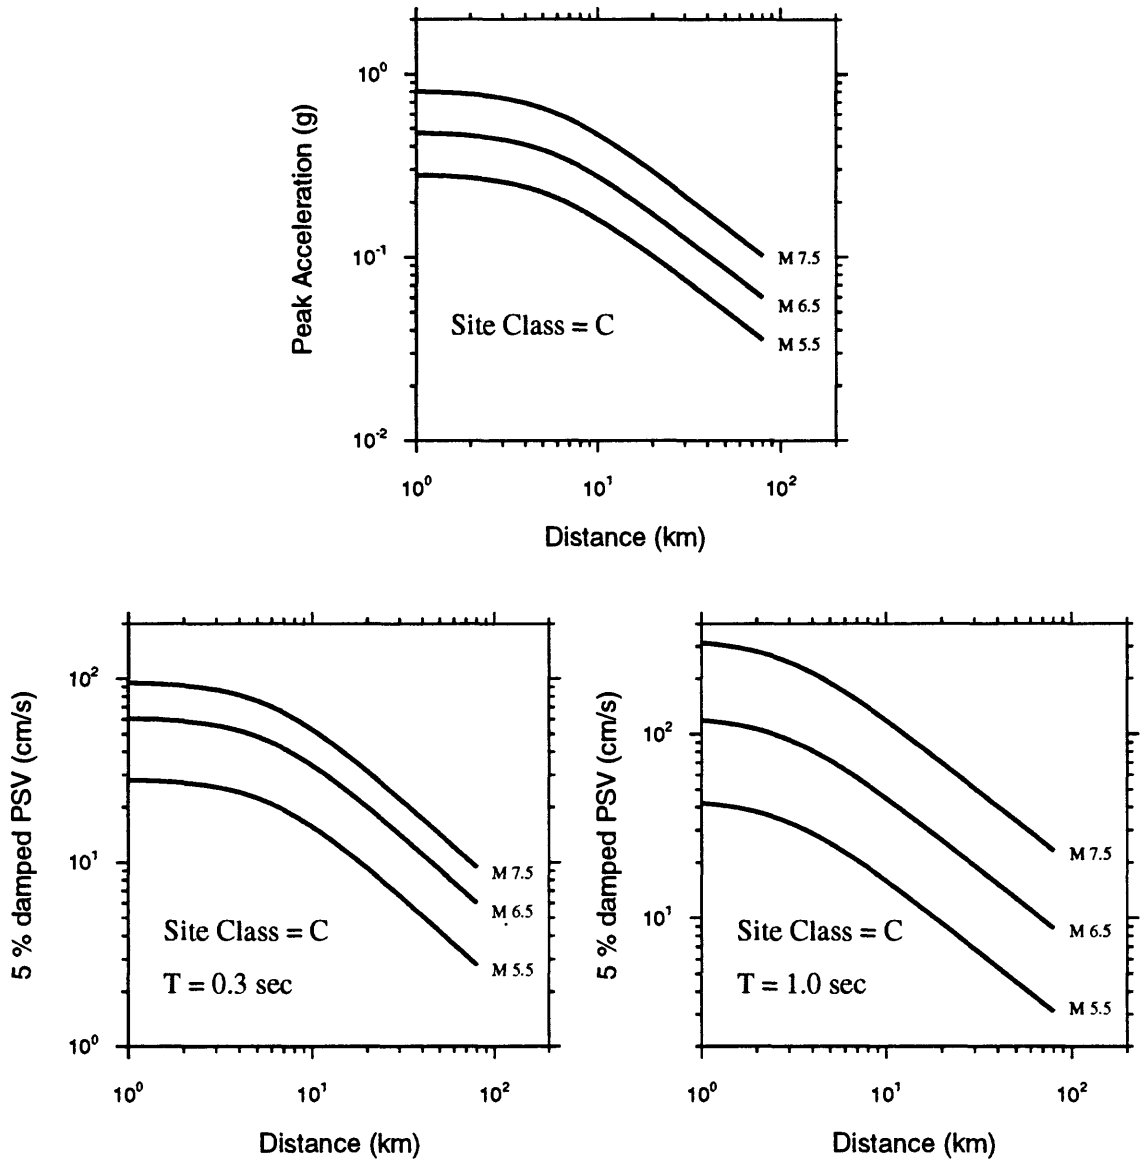 Peak Acceleration (g)
10⁰
10⁻¹
10⁻²
M 7.5
M 6.5
M 5.5
Site Class = C
10⁰ 10¹ 10²
Distance (km)
5 % damped PSV (cm/s)
10²
10¹
10⁰
M 7.5
M 6.5
M 5.5
Site Class = C
T = 0.3 sec
10⁰ 10¹ 10²
Distance (km)
5 % damped PSV (cm/s)
10²
10¹
M 7.5
M 6.5
M 5.5
Site Class = C
T = 1.0 sec
10⁰ 10¹ 10²
Distance (km)